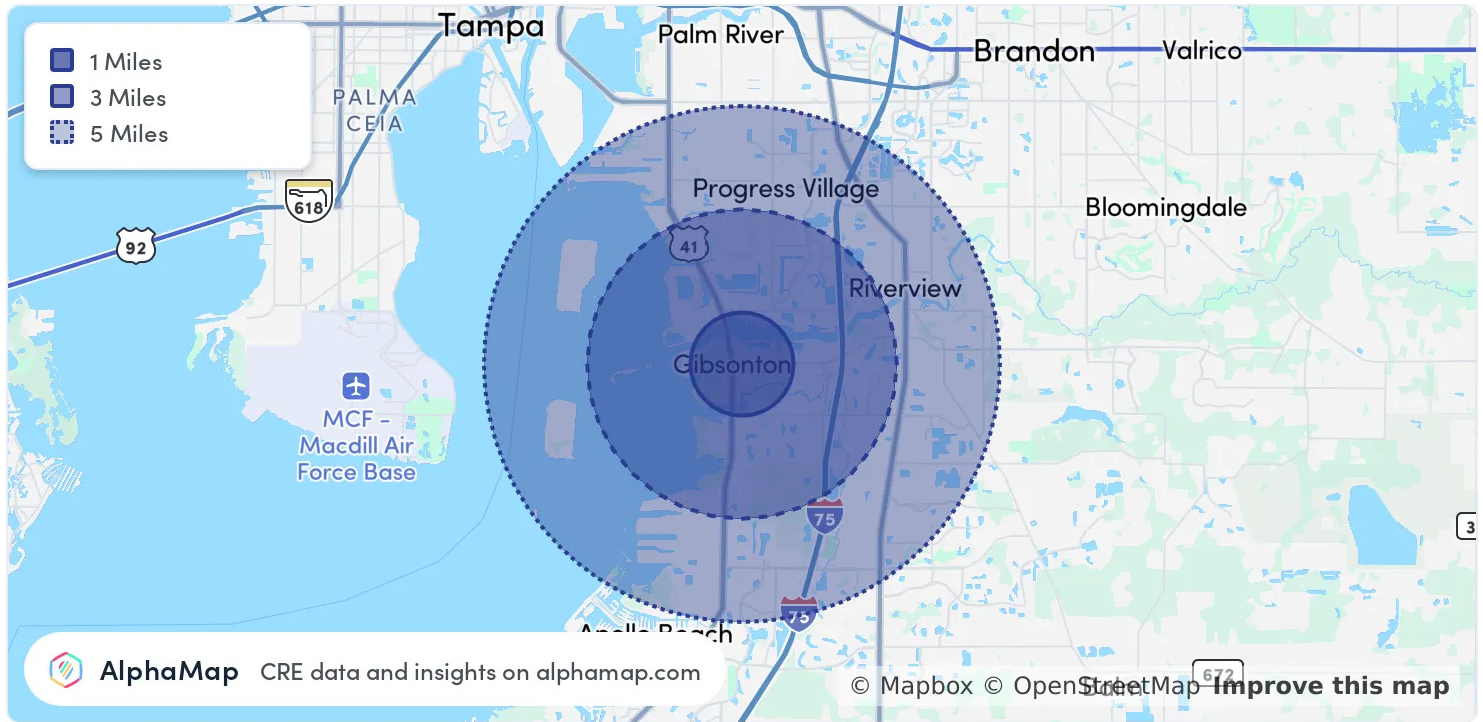 1 Miles
3 Miles
5 Miles
Tampa
Palm River
Brandon
Valrico
PALMA
CEIA
618
92
Progress Village
Bloomingdale
41
Riverview
Gibsonton
MCF -
Macdill Air
Force Base
75
3
75
Apollo Beach
AlphaMap CRE data and insights on alphamap.com
672
© Mapbox © OpenStreetMap Improve this map
Balm